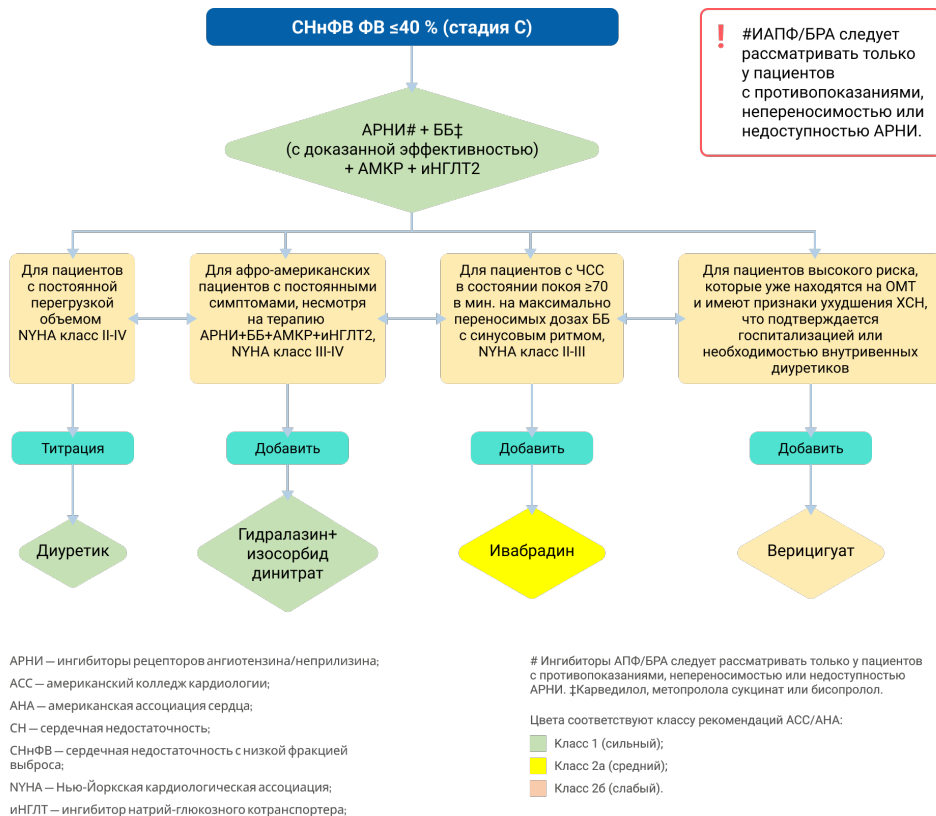 СНнФВ ФВ ≤40 % (стадия С)
#ИАПФ/БРА следует
рассматривать только
у пациентов
с противопоказаниями,
непереносимостью или
недоступностью АРНИ.
АРНИ# + ББ‡
(с доказанной эффективностью)
+ АМКР + иНГЛТ2
Для пациентов
с постоянной
перегрузкой
объемом
NYHA класс II-IV
Для афро-американских
пациентов с постоянными
симптомами, несмотря
на терапию
АРНИ+ББ+АМКР+иНГЛТ2,
NYHA класс III-IV
Для пациентов с ЧСС
в состоянии покоя ≥70
в мин. на максимально
переносимых дозах ББ
с синусовым ритмом,
NYHA класс II-III
Для пациентов высокого риска,
которые уже находятся на ОМТ
и имеют признаки ухудшения ХСН,
что подтверждается
госпитализацией или
необходимостью внутривенных
диуретиков
Титрация
Добавить
Добавить
Добавить
Диуретик
Гидралазин+
изосорбид
динитрат
Ивабрадин
Верицигуат
АРНИ — ингибиторы рецепторов ангиотензина/неприлизина;
АСС — американский колледж кардиологии;
АНА — американская ассоциация сердца;
СН — сердечная недостаточность;
СНнФВ — сердечная недостаточность с низкой фракцией
выброса;
NYHA — Нью-Йоркская кардиологическая ассоциация;
иНГЛТ — ингибитор натрий-глюкозного котранспортера;
# Ингибиторы АПФ/БРА следует рассматривать только у пациентов
с противопоказаниями, непереносимостью или недоступностью
АРНИ. ‡Карведилол, метопролола сукцинат или бисопролол.
Цвета соответствуют классу рекомендаций АСС/АНА:
Класс 1 (сильный);
Класс 2а (средний);
Класс 2б (слабый).